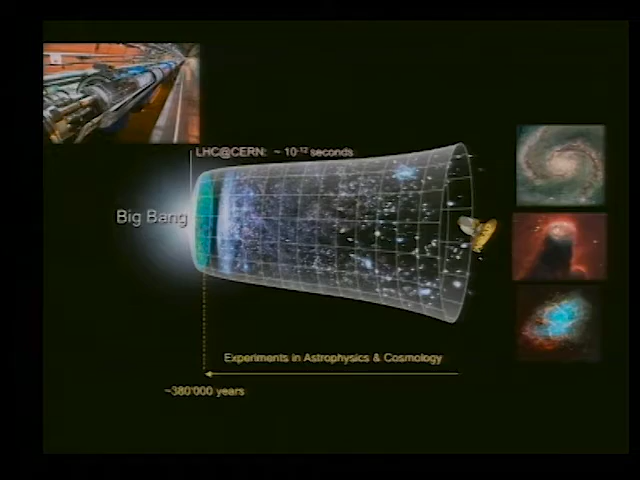 LHC@CERN: ~ 10⁻¹² seconds
Big Bang
Experiments in Astrophysics & Cosmology
~380'000 years